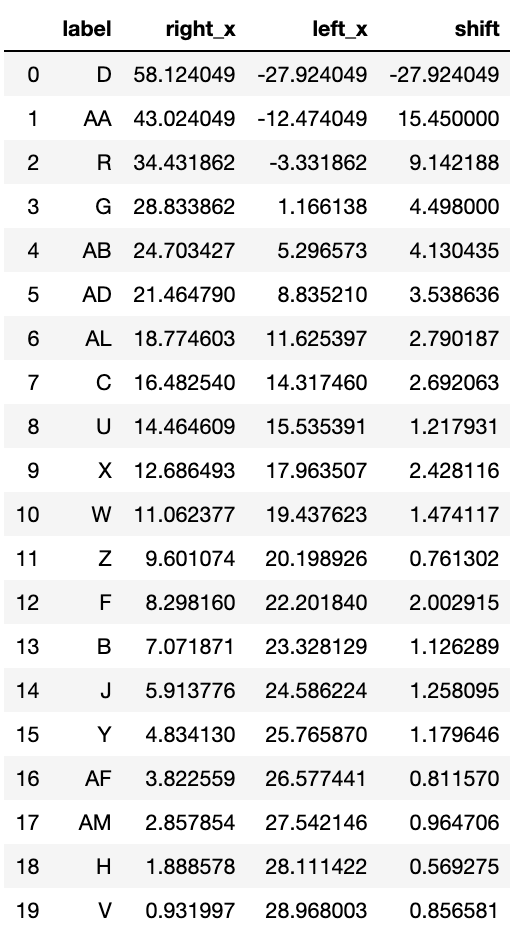 label right_x left_x shift
0 D 58.124049 -27.924049 -27.924049
1 AA 43.024049 -12.474049 15.450000
2 R 34.431862 -3.331862 9.142188
3 G 28.833862 1.166138 4.498000
4 AB 24.703427 5.296573 4.130435
5 AD 21.464790 8.835210 3.538636
6 AL 18.774603 11.625397 2.790187
7 C 16.482540 14.317460 2.692063
8 U 14.464609 15.535391 1.217931
9 X 12.686493 17.963507 2.428116
10 W 11.062377 19.437623 1.474117
11 Z 9.601074 20.198926 0.761302
12 F 8.298160 22.201840 2.002915
13 B 7.071871 23.328129 1.126289
14 J 5.913776 24.586224 1.258095
15 Y 4.834130 25.765870 1.179646
16 AF 3.822559 26.577441 0.811570
17 AM 2.857854 27.542146 0.964706
18 H 1.888578 28.111422 0.569275
19 V 0.931997 28.968003 0.856581